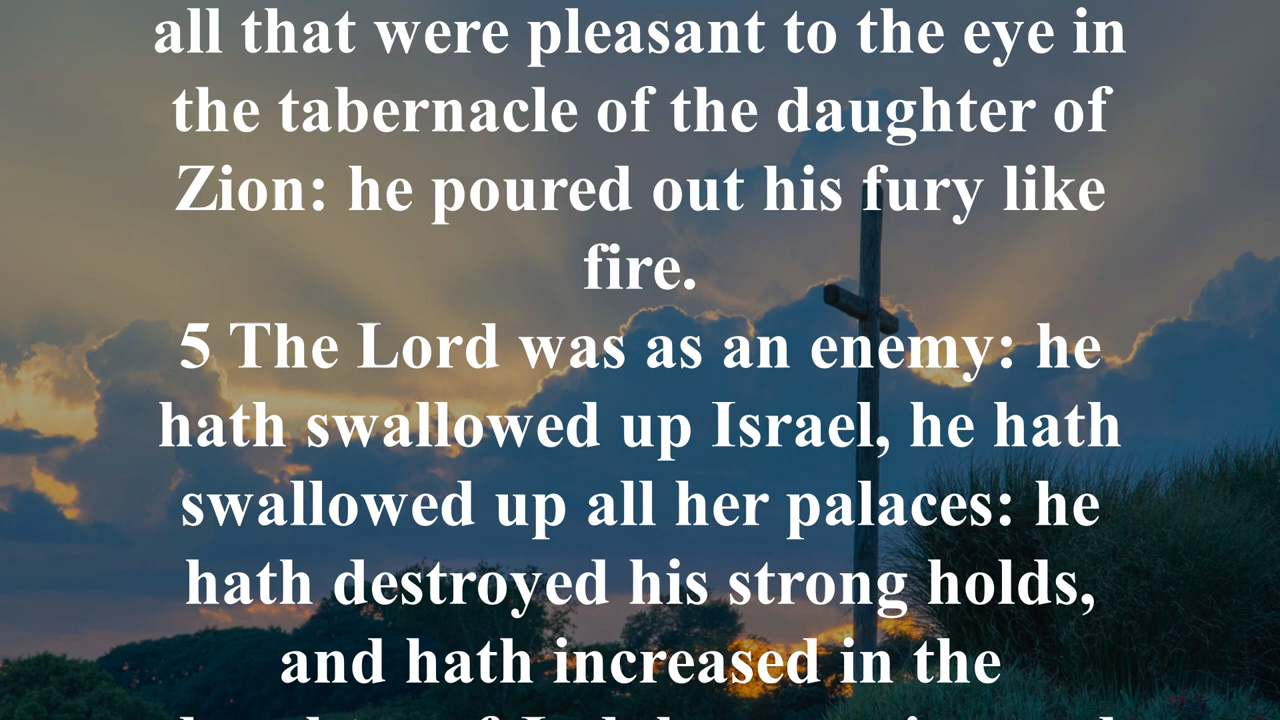 all that were pleasant to the eye in
the tabernacle of the daughter of
Zion: he poured out his fury like
fire.
5 The Lord was as an enemy: he
hath swallowed up Israel, he hath
swallowed up all her palaces: he
hath destroyed his strong holds,
and hath increased in the